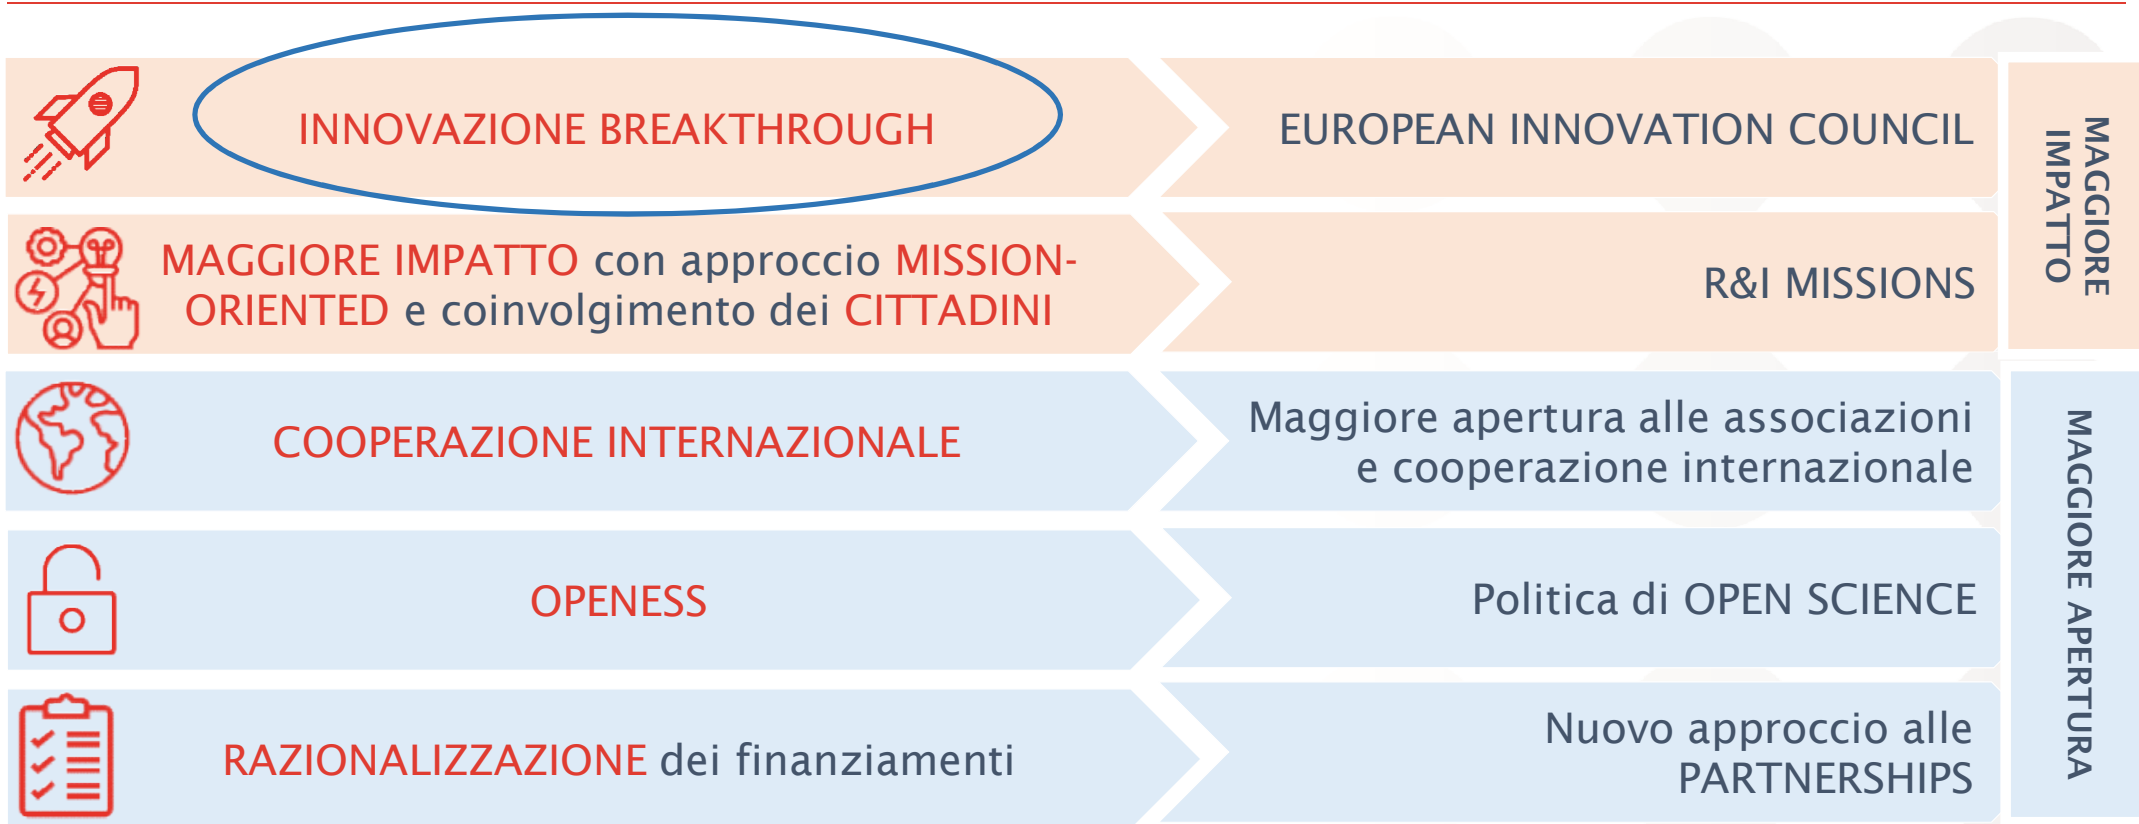 INNOVAZIONE BREAKTHROUGH
EUROPEAN INNOVATION COUNCIL
MAGGIORE IMPATTO con approccio MISSION-
ORIENTED e coinvolgimento dei CITTADINI
R&I MISSIONS
MAGGIORE
IMPATTO
COOPERAZIONE INTERNAZIONALE
Maggiore apertura alle associazioni
e cooperazione internazionale
OPENESS
Politica di OPEN SCIENCE
RAZIONALIZZAZIONE dei finanziamenti
Nuovo approccio alle
PARTNERSHIPS
MAGGIORE APERTURA